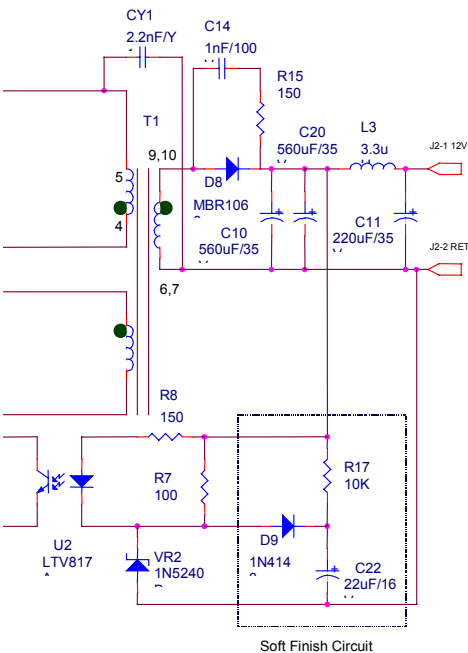 CY1
2.2nF/Y
C14
1nF/100
R15
150
T1
C20
560uF/35
L3
3.3u
J2-1 12V
9,10
5
4
D8
MBR106
C10
560uF/35
C11
220uF/35
J2-2 RET
6,7
R8
150
R7
100
R17
10K
U2
LTV817
VR2
1N5240
D9
1N414
C22
22uF/16
Soft Finish Circuit